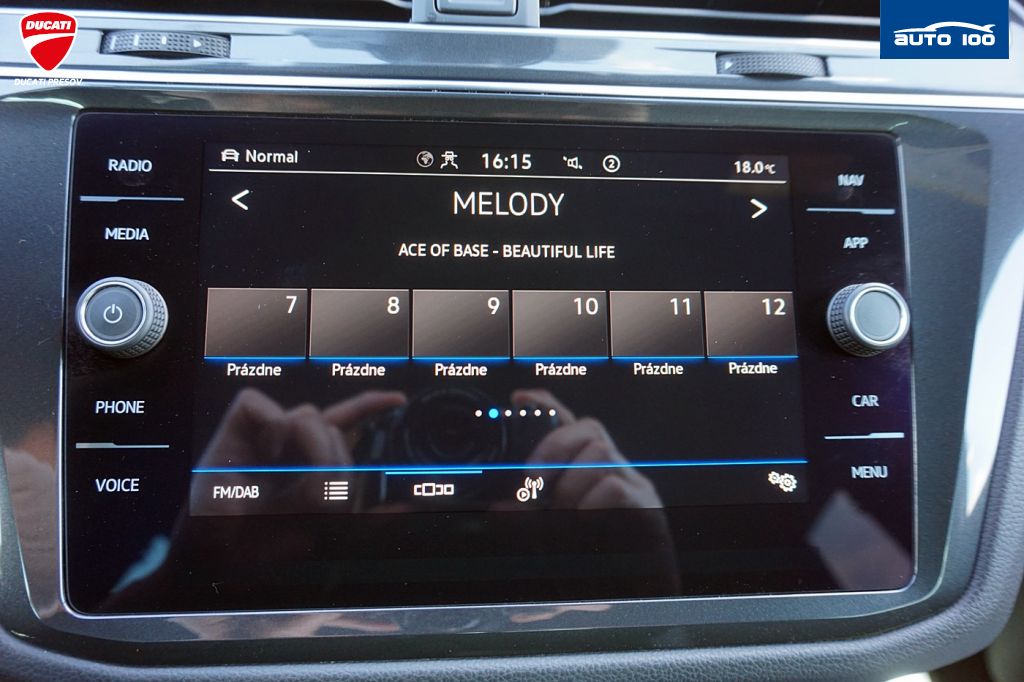 DUCATI
DUCATI PREŠOV
AUTO 100
RADIO
MEDIA
PHONE
VOICE
Normal
16:15
2
18.0°C
<
MELODY
>
ACE OF BASE - BEAUTIFUL LIFE
7
8
9
10
11
12
Prázdne
Prázdne
Prázdne
Prázdne
Prázdne
Prázdne
FM/DAB
NAV
APP
CAR
MENU